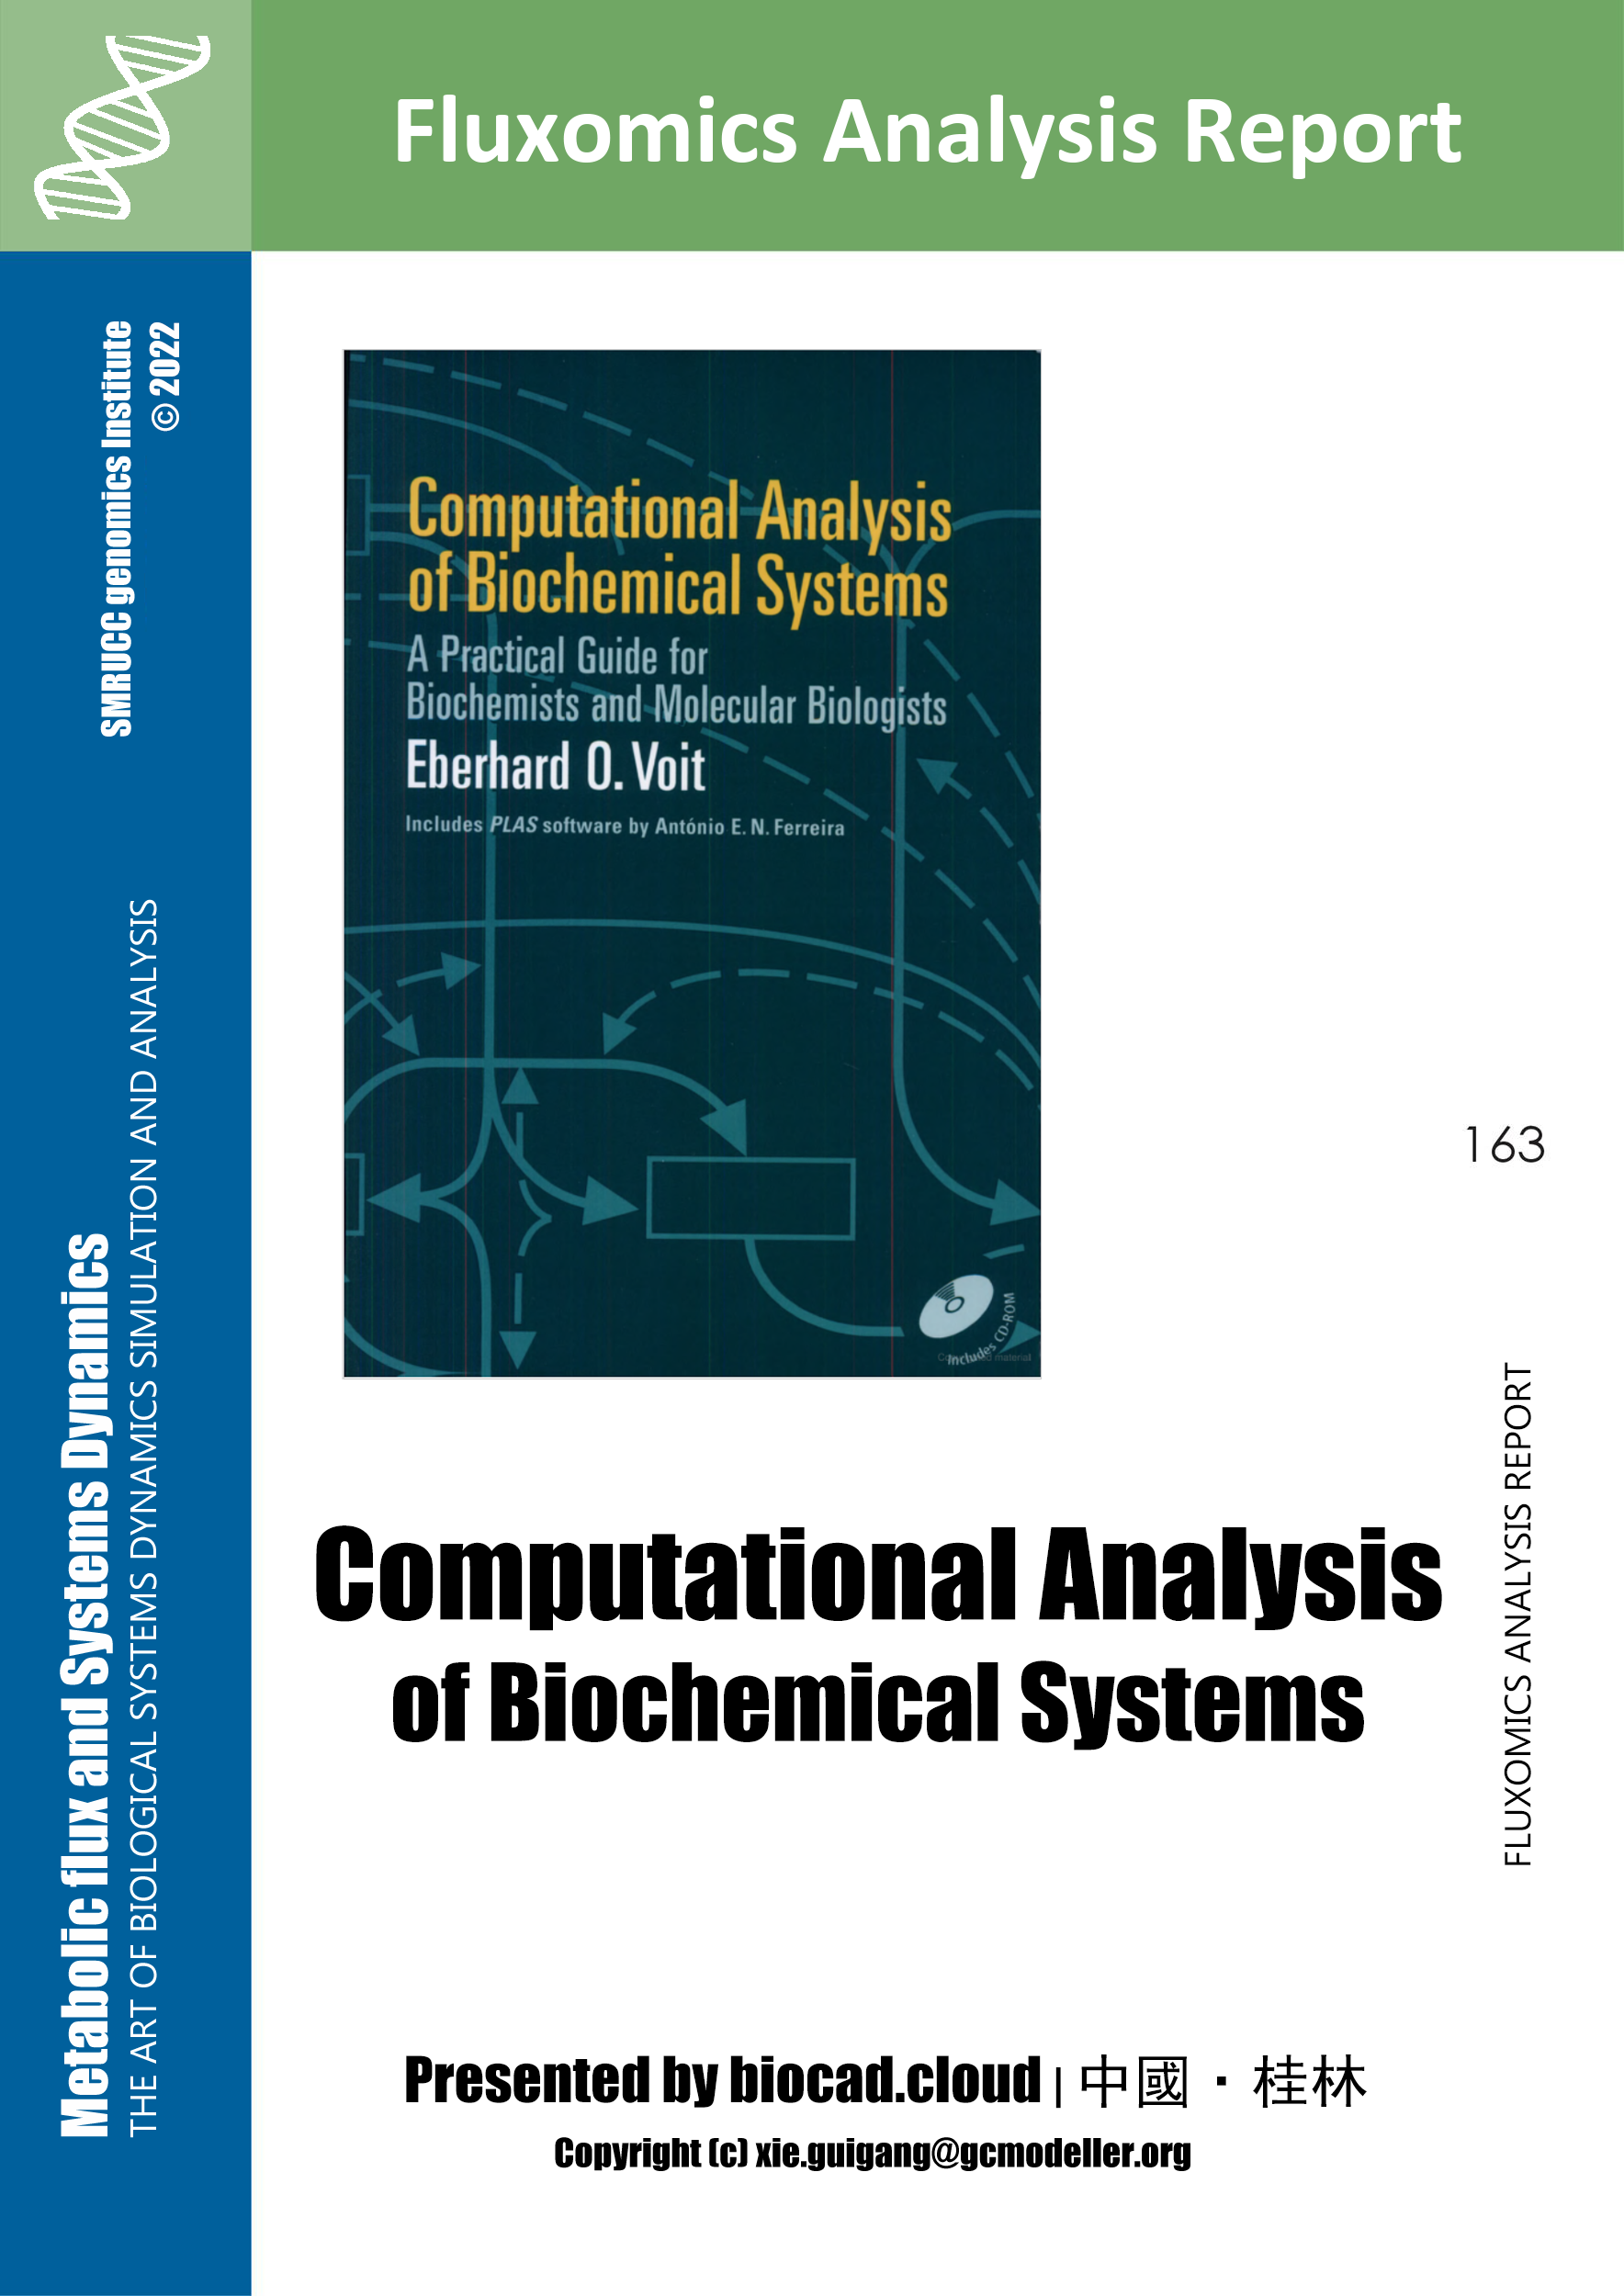 Fluxomics Analysis Report
SMRUCC genomics Institute
© 2022
Metabolic flux and Systems Dynamics
THE ART OF BIOLOGICAL SYSTEMS DYNAMICS SIMULATION AND ANALYSIS
Computational Analysis
of Biochemical Systems
A Practical Guide for
Biochemists and Molecular Biologists
Eberhard O. Voit
Includes PLAS software by António E. N. Ferreira
Includes CD-ROM
material
163
FLUXOMICS ANALYSIS REPORT
Computational Analysis
of Biochemical Systems
Presented by biocad.cloud | 中國 · 桂林
Copyright (c) xie.guigang@gcmodeller.org